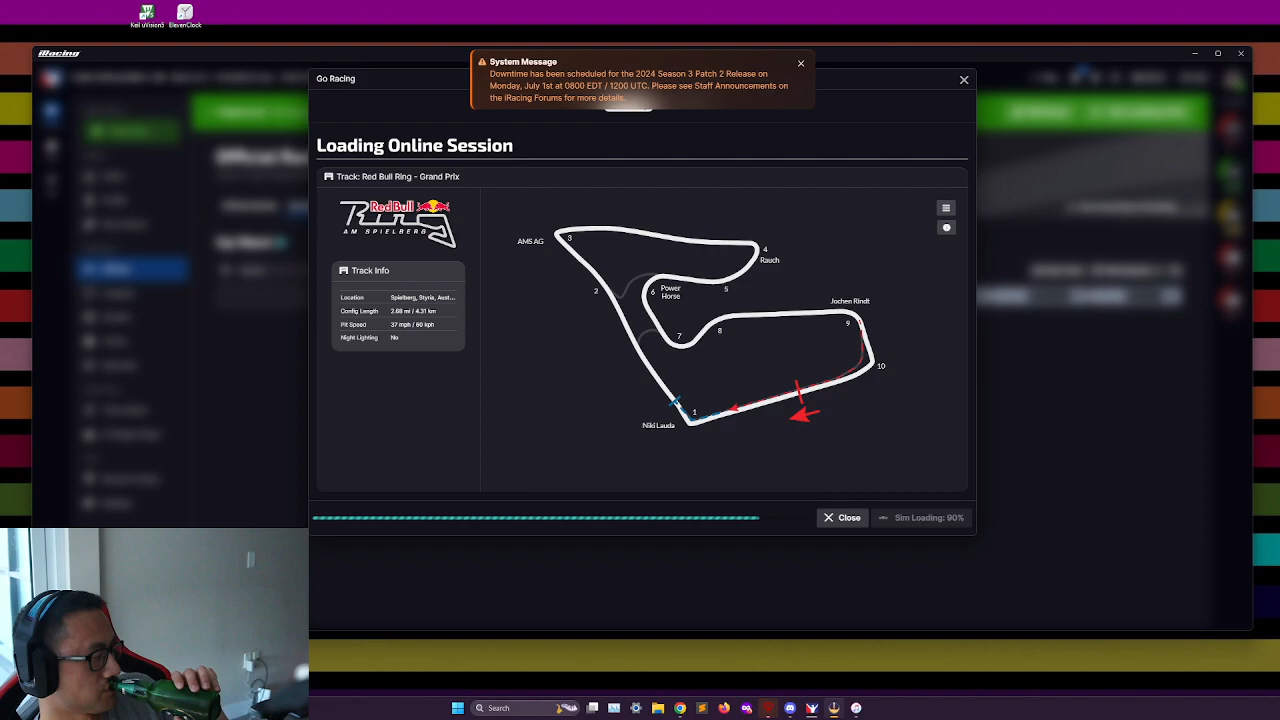 Keil uVision5
ElevenClock
iRacing
Go Racing
System Message
Downtime has been scheduled for the 2024 Season 3 Patch 2 Release on
Monday, July 1st at 0800 EDT / 1200 UTC. Please see Staff Announcements on
the iRacing Forums for more details.
Loading Online Session
Track: Red Bull Ring - Grand Prix
Red Bull
Ring
AM SPIELBERG
Track Info
Location Spielberg, Styria, Aust...
Config Length 2.68 mi / 4.31 km
Pit Speed 37 mph / 60 kph
Night Lighting No
AMS AG
3
4
Rauch
2
6
Power
Horse
5
Jochen Rindt
7
8
9
10
1
Niki Lauda
Close
Sim Loading: 90%
Search